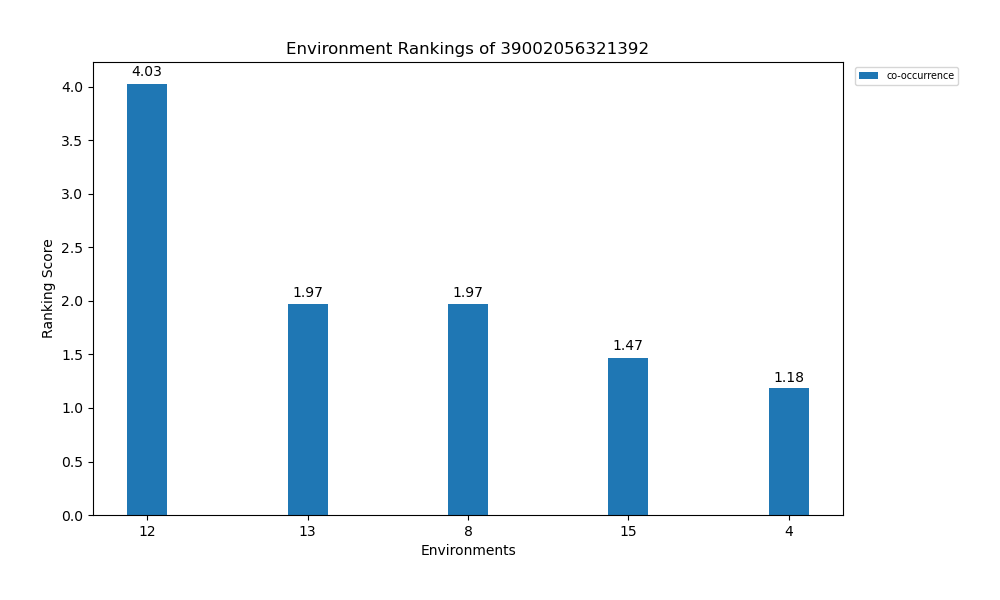 Environment Rankings of 39002056321392
co-occurrence
4.03
1.97
1.97
1.47
1.18
Ranking Score
4.0
3.5
3.0
2.5
2.0
1.5
1.0
0.5
0.0
12 13 8 15 4
Environments